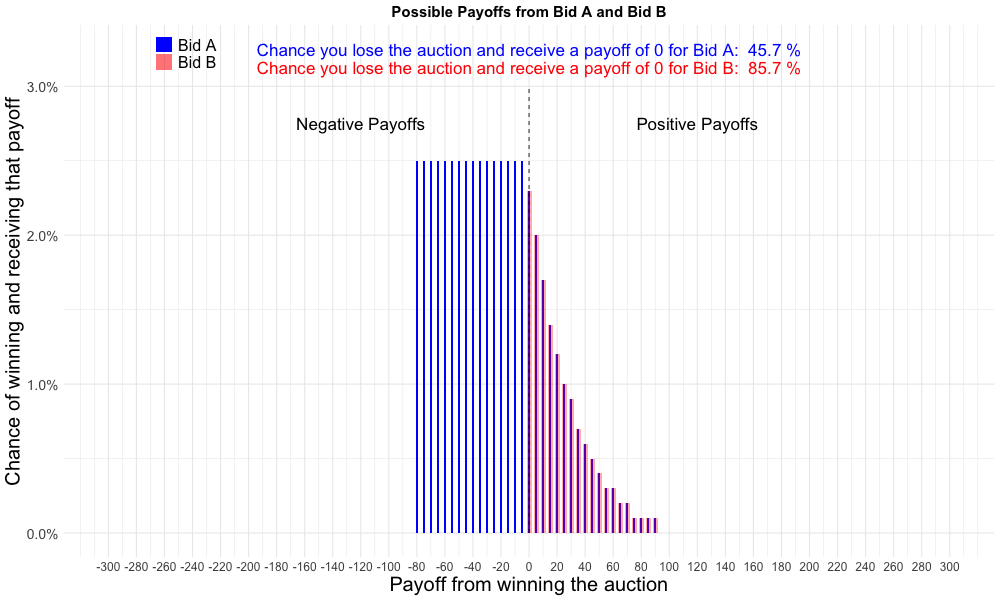 Possible Payoffs from Bid A and Bid B
Bid A
Bid B
Chance you lose the auction and receive a payoff of 0 for Bid A:  45.7 %
Chance you lose the auction and receive a payoff of 0 for Bid B:  85.7 %
Negative Payoffs
Positive Payoffs
Chance of winning and receiving that payoff
3.0%
2.0%
1.0%
0.0%
-300 -280 -260 -240 -220 -200 -180 -160 -140 -120 -100 -80 -60 -40 -20 0 20 40 60 80 100 120 140 160 180 200 220 240 260 280 300
Payoff from winning the auction